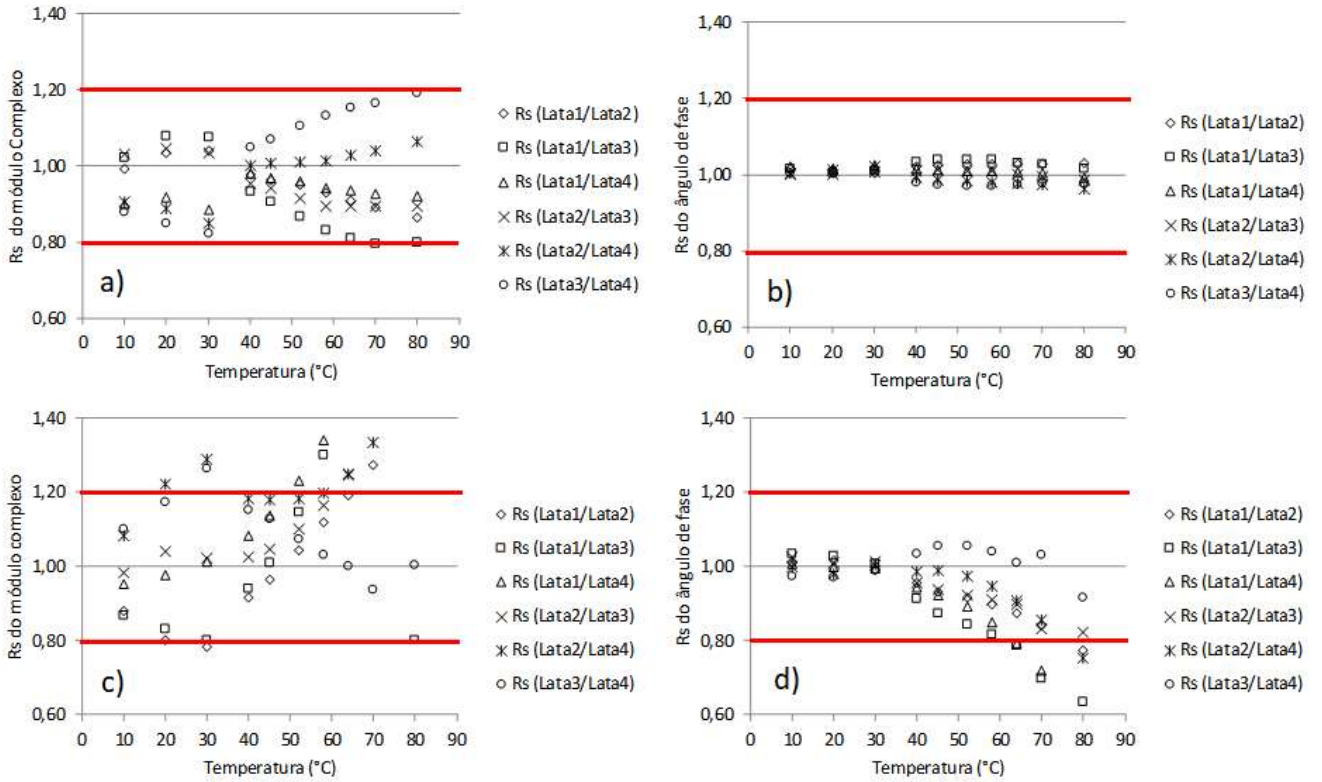 1,40
1,20
1,00
0,80
0,60
Rs do módulo Complexo
a)
0 10 20 30 40 50 60 70 80 90
Temperatura (°C)
Rs (Lata1/Lata2)
Rs (Lata1/Lata3)
Rs (Lata1/Lata4)
Rs (Lata2/Lata3)
Rs (Lata2/Lata4)
Rs (Lata3/Lata4)
1,40
1,20
1,00
0,80
0,60
Rs do ângulo de fase
b)
0 10 20 30 40 50 60 70 80 90
Temperatura (°C)
Rs (Lata1/Lata2)
Rs (Lata1/Lata3)
Rs (Lata1/Lata4)
Rs (Lata2/Lata3)
Rs (Lata2/Lata4)
Rs (Lata3/Lata4)
1,40
1,20
1,00
0,80
0,60
Rs do módulo complexo
c)
0 10 20 30 40 50 60 70 80 90
Temperatura (°C)
Rs (Lata1/Lata2)
Rs (Lata1/Lata3)
Rs (Lata1/Lata4)
Rs (Lata2/Lata3)
Rs (Lata2/Lata4)
Rs (Lata3/Lata4)
1,40
1,20
1,00
0,80
0,60
Rs do ângulo de fase
d)
0 10 20 30 40 50 60 70 80 90
Temperatura (°C)
Rs (Lata1/Lata2)
Rs (Lata1/Lata3)
Rs (Lata1/Lata4)
Rs (Lata2/Lata3)
Rs (Lata2/Lata4)
Rs (Lata3/Lata4)